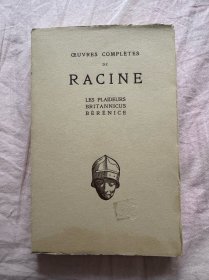 ŒUVRES COMPLÈTES
DE
RACINE
LES PLAIDEURS
BRITANNICUS
BÉRÉNICE